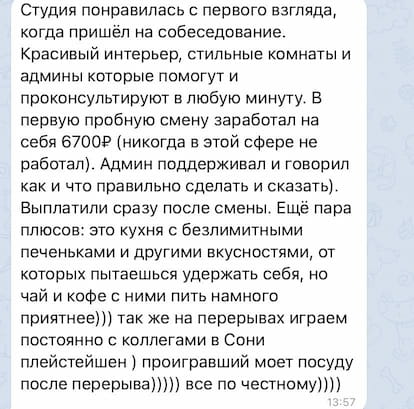 Студия понравилась с первого взгляда,
когда пришёл на собеседование.
Красивый интерьер, стильные комнаты и
админы которые помогут и
проконсультируют в любую минуту. В
первую пробную смену заработал на
себя 6700₽ (никогда в этой сфере не
работал). Админ поддерживал и говорил
как и что правильно сделать и сказать).
Выплатили сразу после смены. Ещё пара
плюсов: это кухня с безлимитными
печеньками и другими вкусностями, от
которых пытаешься удержать себя, но
чай и кофе с ними пить намного
приятнее))) так же на перерывах играем
постоянно с коллегами в Сони
плейстейшен ) проигравший моет посуду
после перерыва))))) все по честному))))
13:57